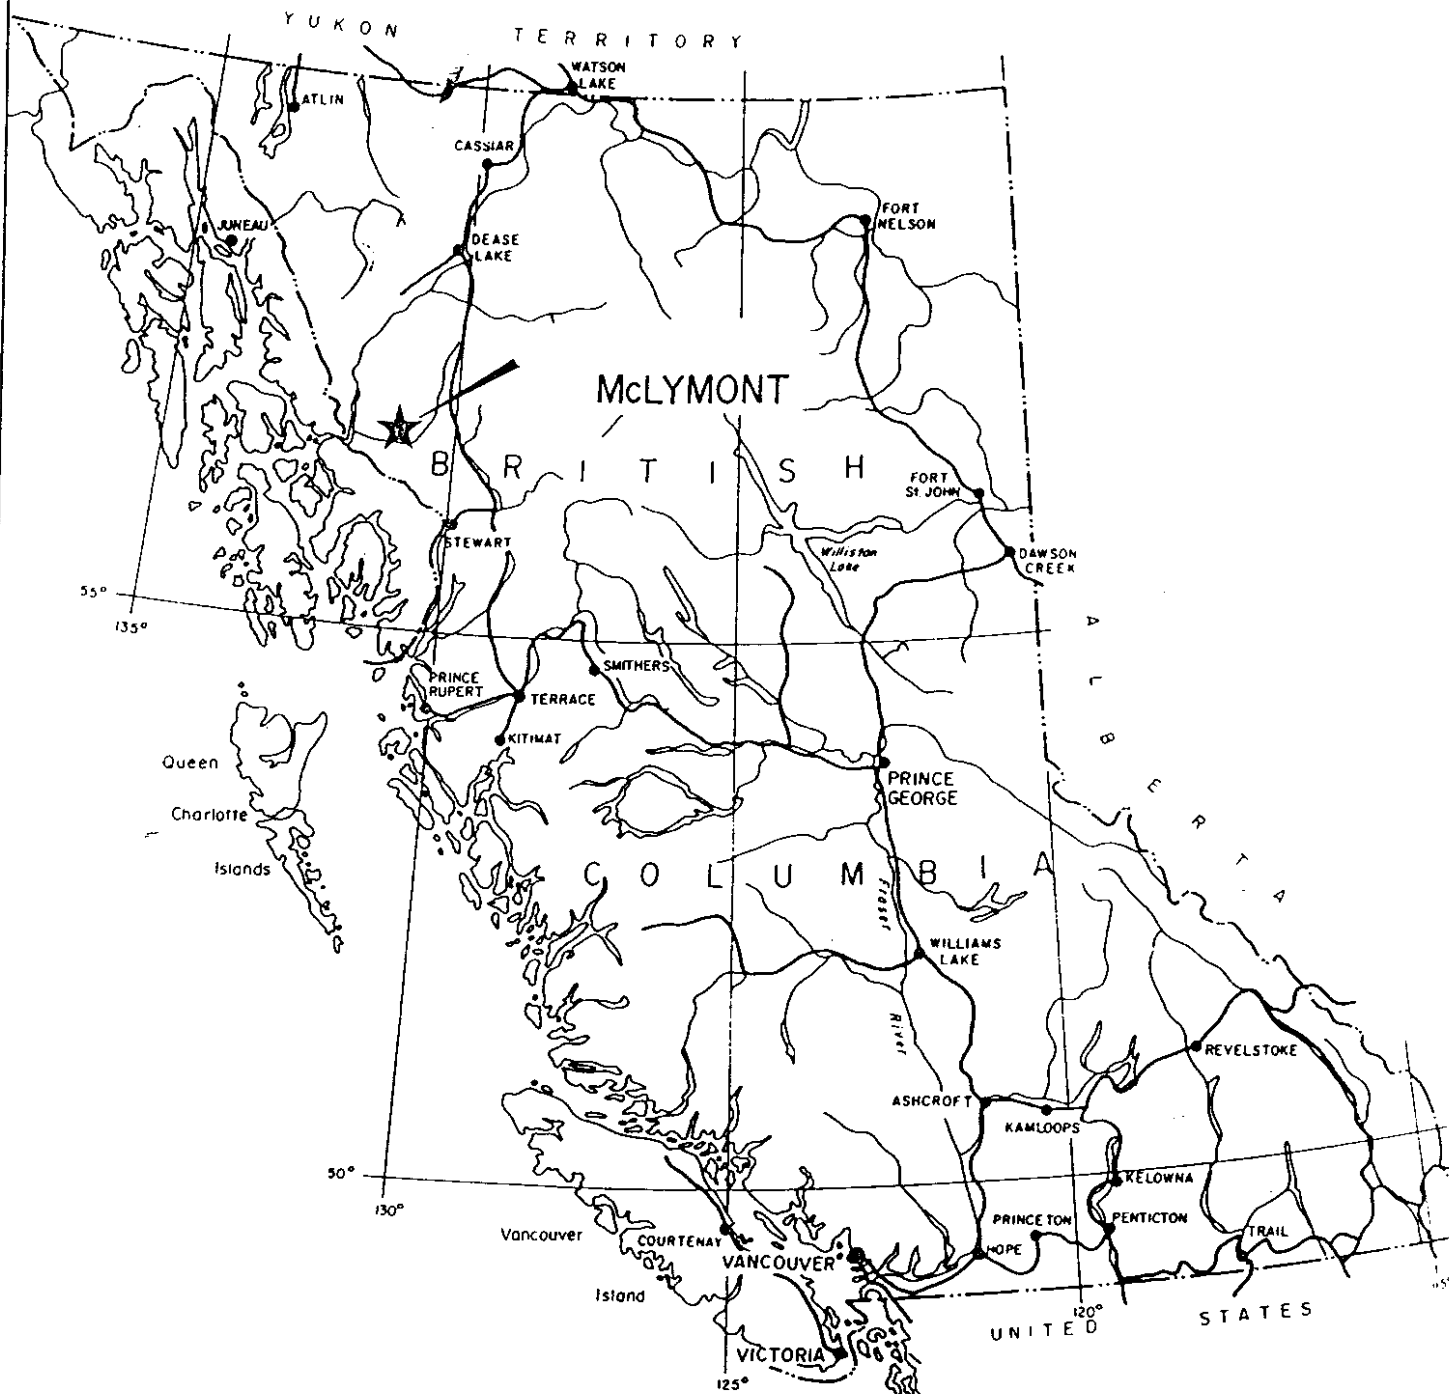 YUKON TERRITORY
WATSON
LAKE
ATLIN
CASSIAR
FORT
NELSON
JUNEAU
DEASE
LAKE
McLYMONT
BRITISH
FORT
St. JOHN
STEWART
Williston
Lake
DAWSON
CREEK
55°
135°
ALBERTA
SMITHERS
PRINCE
RUPERT
TERRACE
KITIMAT
Queen
Charlotte
Islands
PRINCE
GEORGE
COLUMBIA
Fraser
River
WILLIAMS
LAKE
REVELSTOKE
ASHCROFT
KAMLOOPS
50°
130°
KELOWNA
PRINCETON
PENTICTON
TRAIL
HOPE
Vancouver
Island
COURTENAY
VANCOUVER
VICTORIA
125°
120°
UNITED STATES